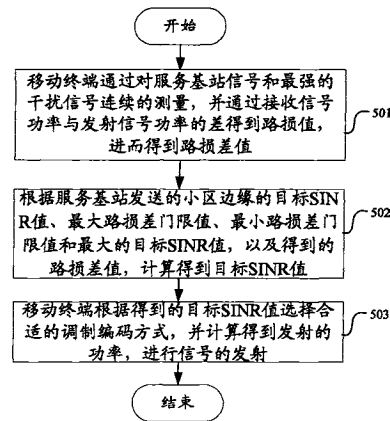 开始
移动终端通过对服务基站信号和最强的
干扰信号连续的测量，并通过接收信号
功率与发射信号功率的差得到路损值，
进而得到路损差值
501
根据服务基站发送的小区边缘的目标SIN
R值、最大路损差门限值、最小路损差门
限值和最大的目标SINR值，以及得到的
路损差值，计算得到目标SINR值
502
移动终端根据得到的目标SINR值选择合
适的调制编码方式，并计算得到发射的
功率，进行信号的发射
503
结束